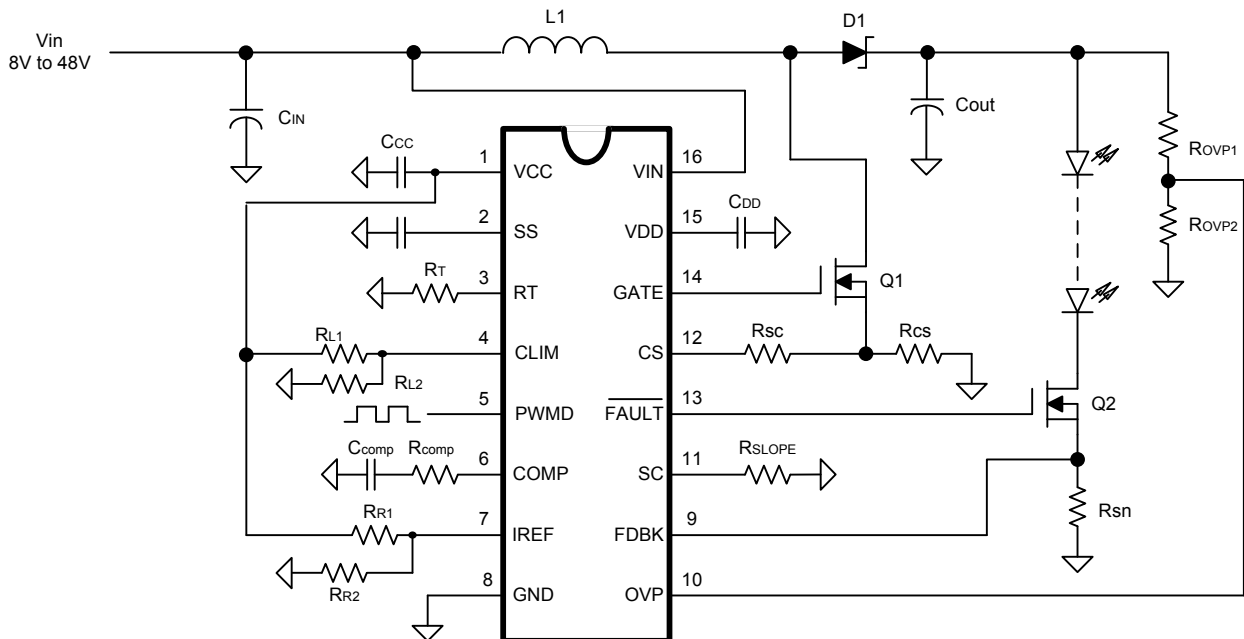 L1
D1
Vin
8V to 48V
CIN
Cout
ROVP1
ROVP2
CCC
1
VCC
VIN
16
2
SS
VDD
15
CDD
RT
3
RT
GATE
14
Q1
RL1
4
CLIM
CS
12
Rsc
Rcs
RL2
5
PWMD
FAULT
13
Q2
Ccomp
Rcomp
6
COMP
SC
11
RSLOPE
RR1
7
IREF
FDBK
9
Rsn
RR2
8
GND
OVP
10